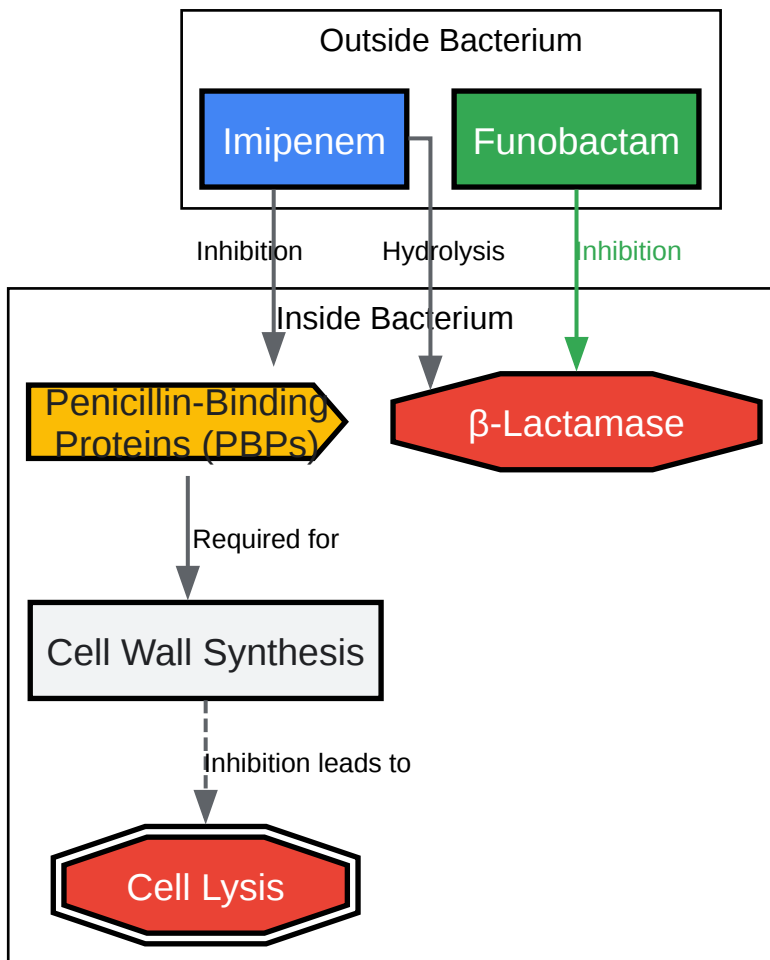 Outside Bacterium
Imipenem
Funobactam
Inhibition
Hydrolysis
Inhibition
Inside Bacterium
Penicillin-Binding
Proteins (PBPs)
β-Lactamase
Required for
Cell Wall Synthesis
Inhibition leads to
Cell Lysis